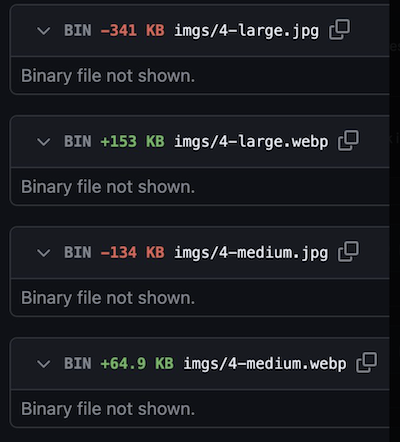 BIN −341 KB imgs/4-large.jpg
Binary file not shown.
BIN +153 KB imgs/4-large.webp
Binary file not shown.
BIN −134 KB imgs/4-medium.jpg
Binary file not shown.
BIN +64.9 KB imgs/4-medium.webp
Binary file not shown.